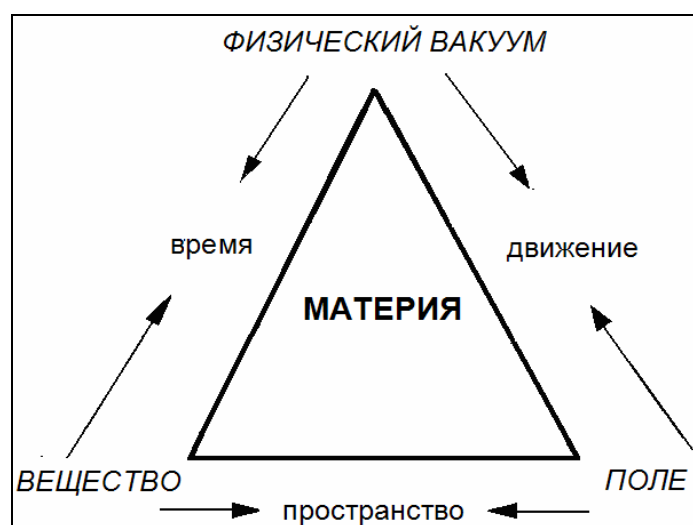 ФИЗИЧЕСКИЙ ВАКУУМ
время
движение
МАТЕРИЯ
ВЕЩЕСТВО
ПОЛЕ
пространство